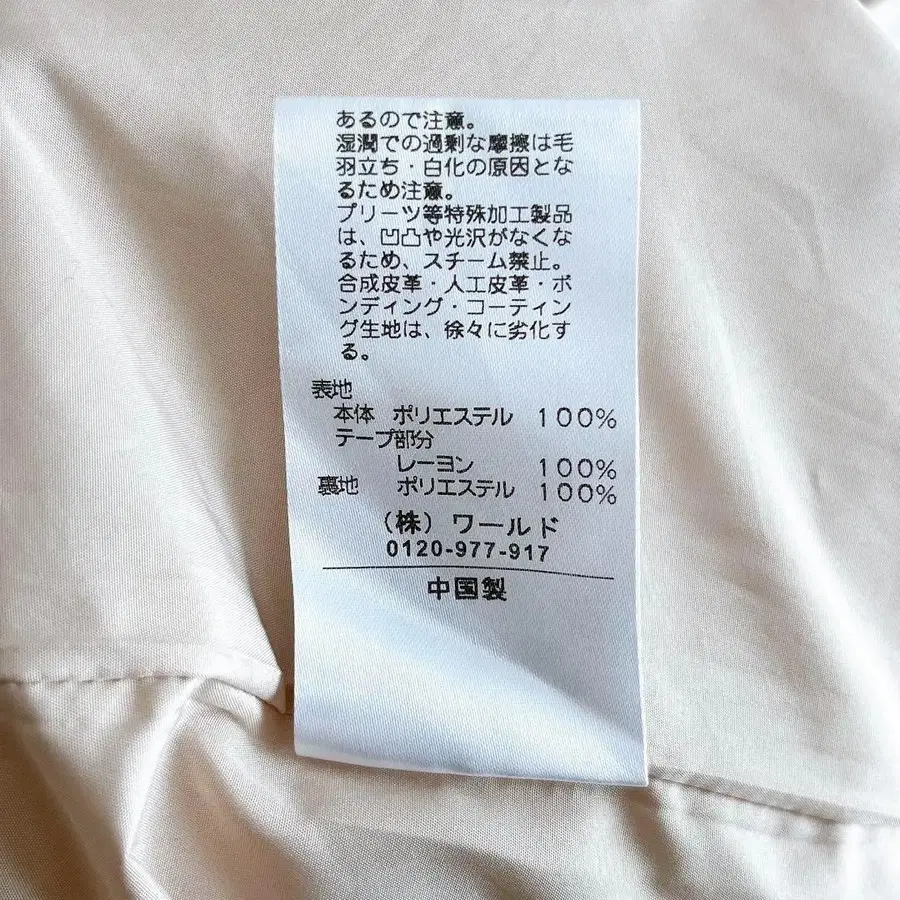 あるので注意。
湿潤での過剰な摩擦は毛
羽立ち・白化の原因とな
るため注意。
プリーツ等特殊加工製品
は、凹凸や光沢がなくな
るため、スチーム禁止。
合成皮革・人工皮革・ボ
ンディング・コーティン
グ生地は、徐々に劣化す
る。
表地
本体 ポリエステル 100%
テープ部分
レーヨン 100%
裏地 ポリエステル 100%
(株)ワールド
0120-977-917
中国製